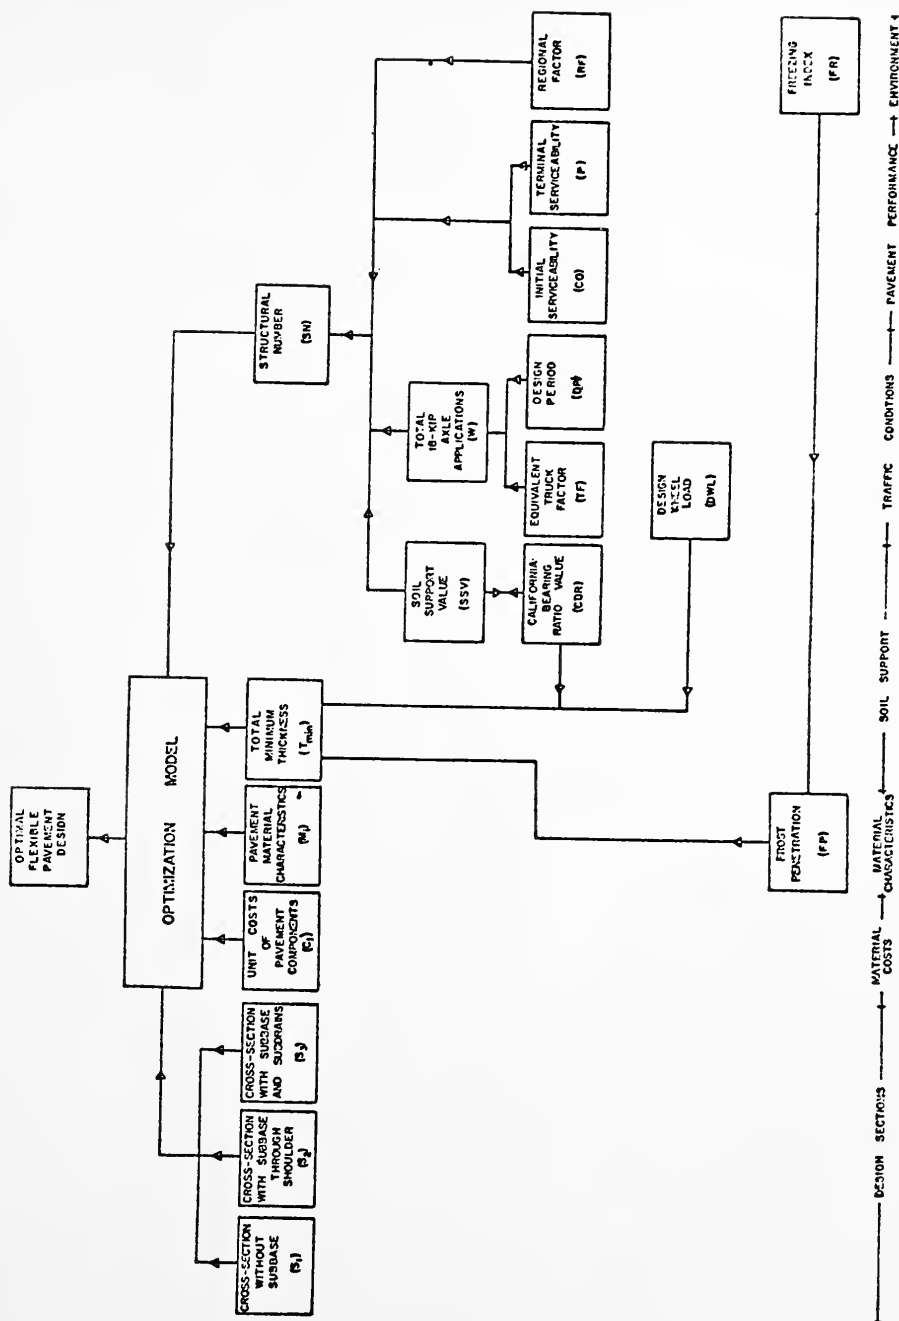 OPTIMAL
FLEXIBLE
PAVEMENT
DESIGN
OPTIMIZATION MODEL
CROSS-SECTION
WITHOUT
SUBBASE
(S1)
CROSS-SECTION
WITH SUBBASE
THROUGH
SHOULDER
(S2)
CROSS-SECTION
WITH SUBBASE
AND SUBDRAINS
(S3)
UNIT COSTS
OF
PAVEMENT
COMPONENTS
(C1)
PAVEMENT
MATERIAL
CHARACTERISTICS
(M1)
TOTAL
MINIMUM
THICKNESS
(Tmin)
STRUCTURAL
NUMBER
(SN)
SOIL
SUPPORT
VALUE
(SSV)
TOTAL
18-KIP
AXLE
APPLICATIONS
(W)
CALIFORNIA-
BEARING
RATIO VALUE
(CBR)
EQUIVALENT
TRUCK
FACTOR
(TF)
DESIGN
PERIOD
(DP)
INITIAL
SERVICEABILITY
(CO)
TERMINAL
SERVICEABILITY
(P)
REGIONAL
FACTOR
(RF)
DESIGN
WHEEL
LOAD
(DWL)
FROST
PENETRATION
(FP)
FREEZING
INDEX
(FR)
DESIGN SECTIONS
MATERIAL
COSTS
MATERIAL
CHARACTERISTICS
SOIL SUPPORT
TRAFFIC CONDITIONS
PAVEMENT PERFORMANCE
ENVIRONMENT